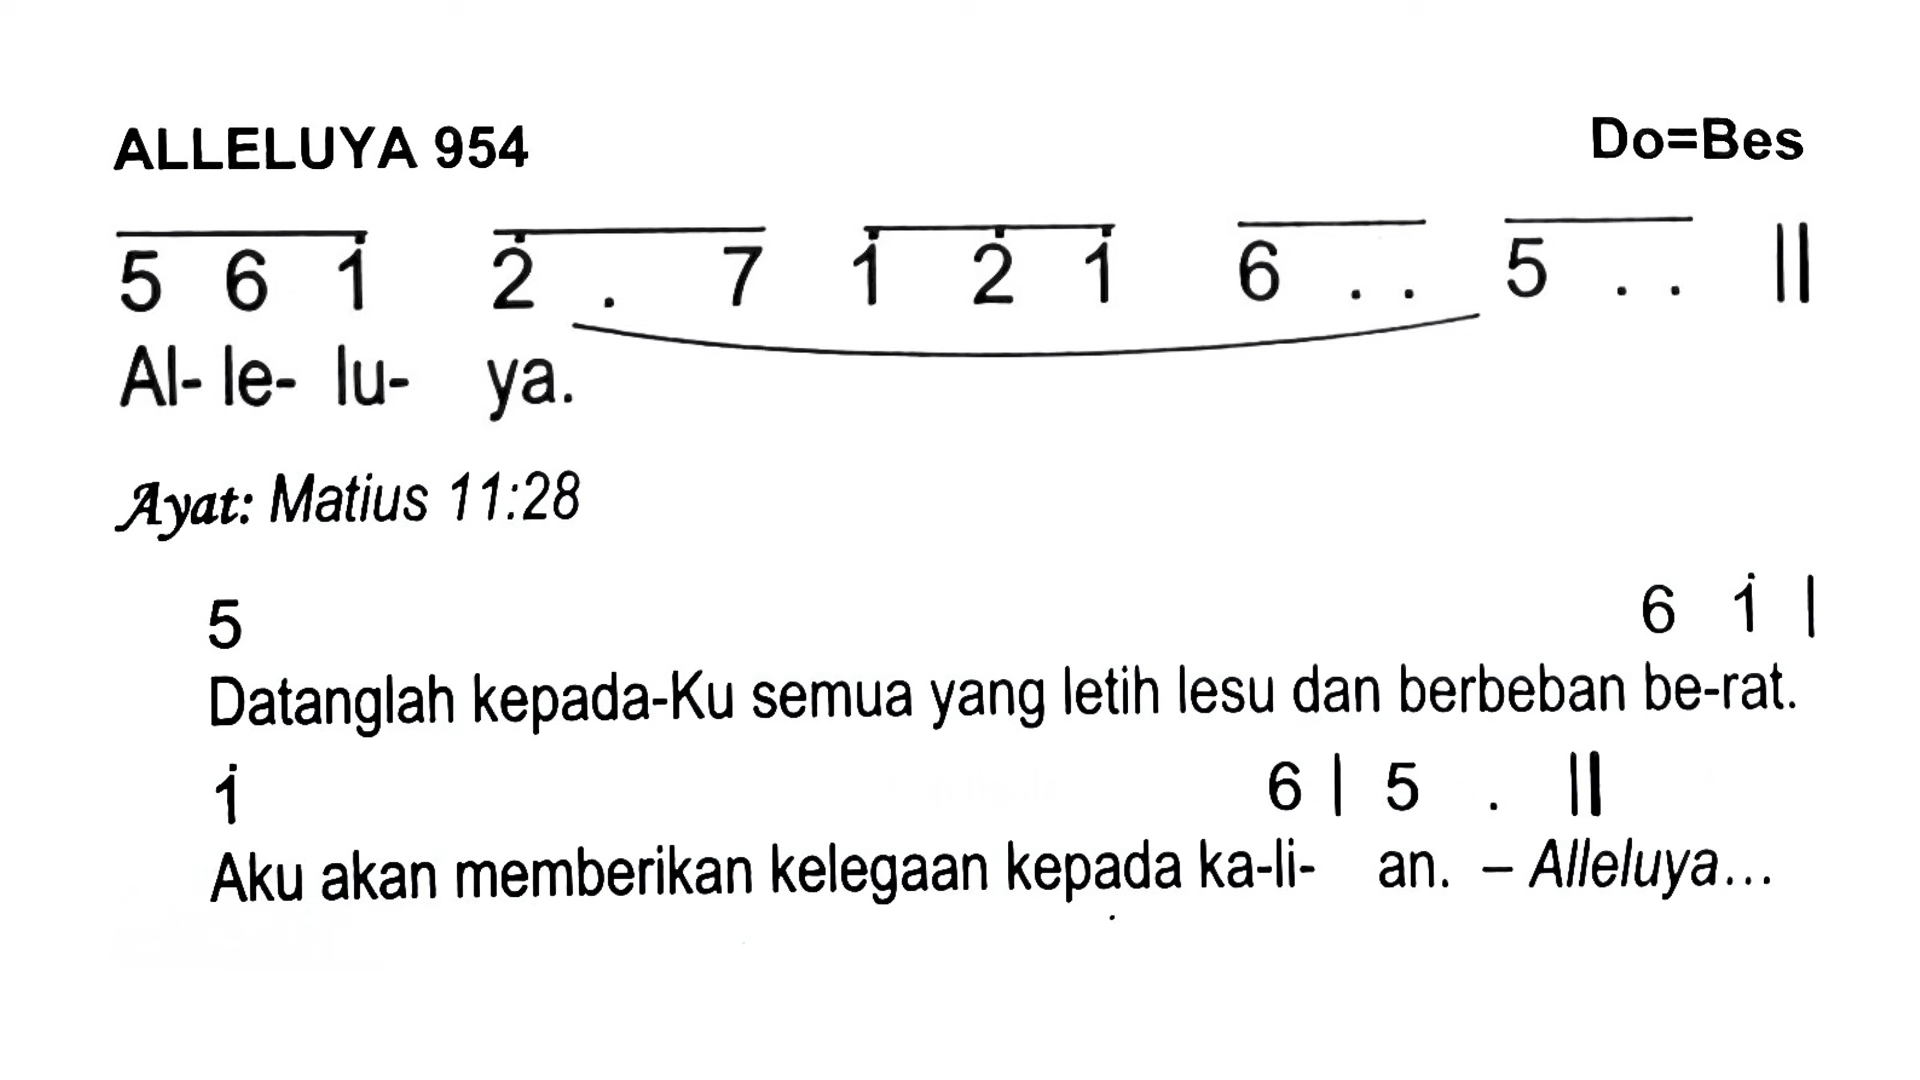 ALLELUYA 954 Do=Bes
5 6 1̇ 2̇ . 7 1̇ 2̇ 1̇ 6 . . 5 . . ||
Al- le- lu- ya.
Ayat: Matius 11:28
5 6 1̇ |
Datanglah kepada-Ku semua yang letih lesu dan berbeban be-rat.
1̇ 6 | 5 . ||
Aku akan memberikan kelegaan kepada ka-li- an. – Alleluya...